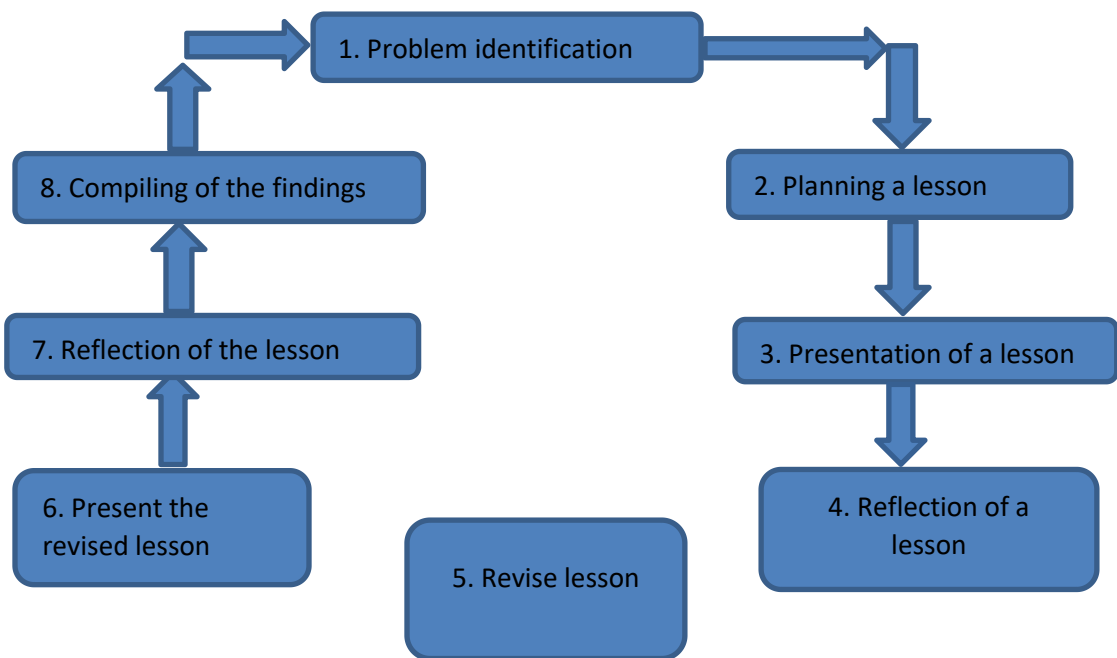 1. Problem identification
2. Planning a lesson
3. Presentation of a lesson
4. Reflection of a
lesson
5. Revise lesson
6. Present the
revised lesson
7. Reflection of the lesson
8. Compiling of the findings